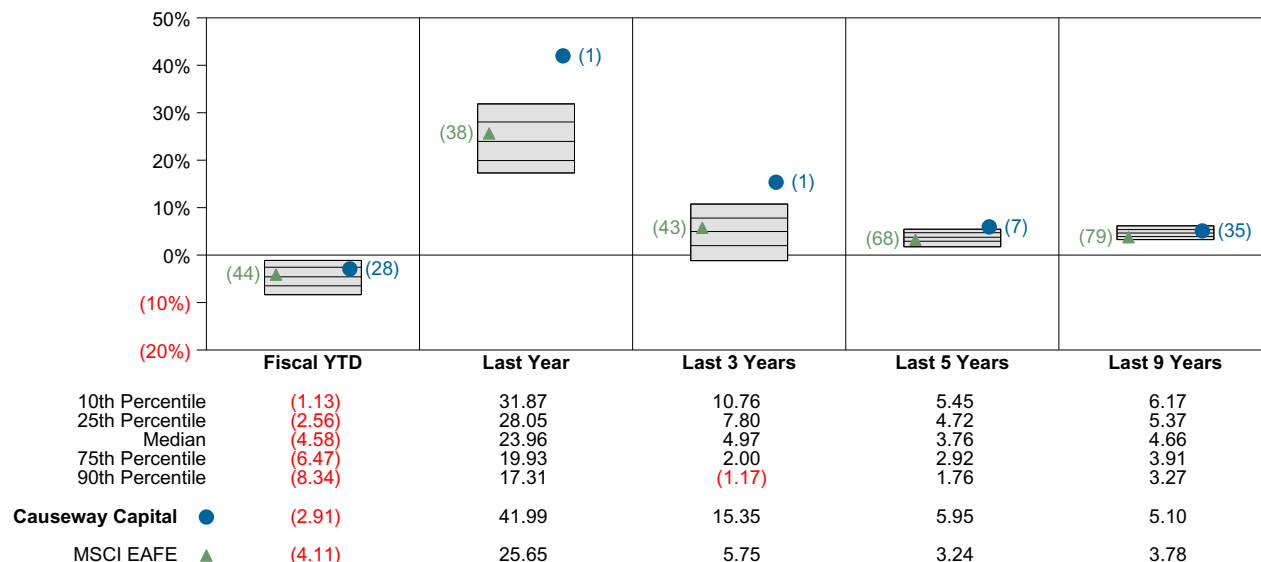 50%
40%
30%
20%
10%
0%
(10%)
(20%)
(44) (28)
(38) (1)
(43) (1)
(68) (7)
(79) (35)
Fiscal YTD Last Year Last 3 Years Last 5 Years Last 9 Years
10th Percentile (1.13) 31.87 10.76 5.45 6.17
25th Percentile (2.56) 28.05 7.80 4.72 5.37
Median (4.58) 23.96 4.97 3.76 4.66
75th Percentile (6.47) 19.93 2.00 2.92 3.91
90th Percentile (8.34) 17.31 (1.17) 1.76 3.27
Causeway Capital (2.91) 41.99 15.35 5.95 5.10
MSCI EAFE (4.11) 25.65 5.75 3.24 3.78